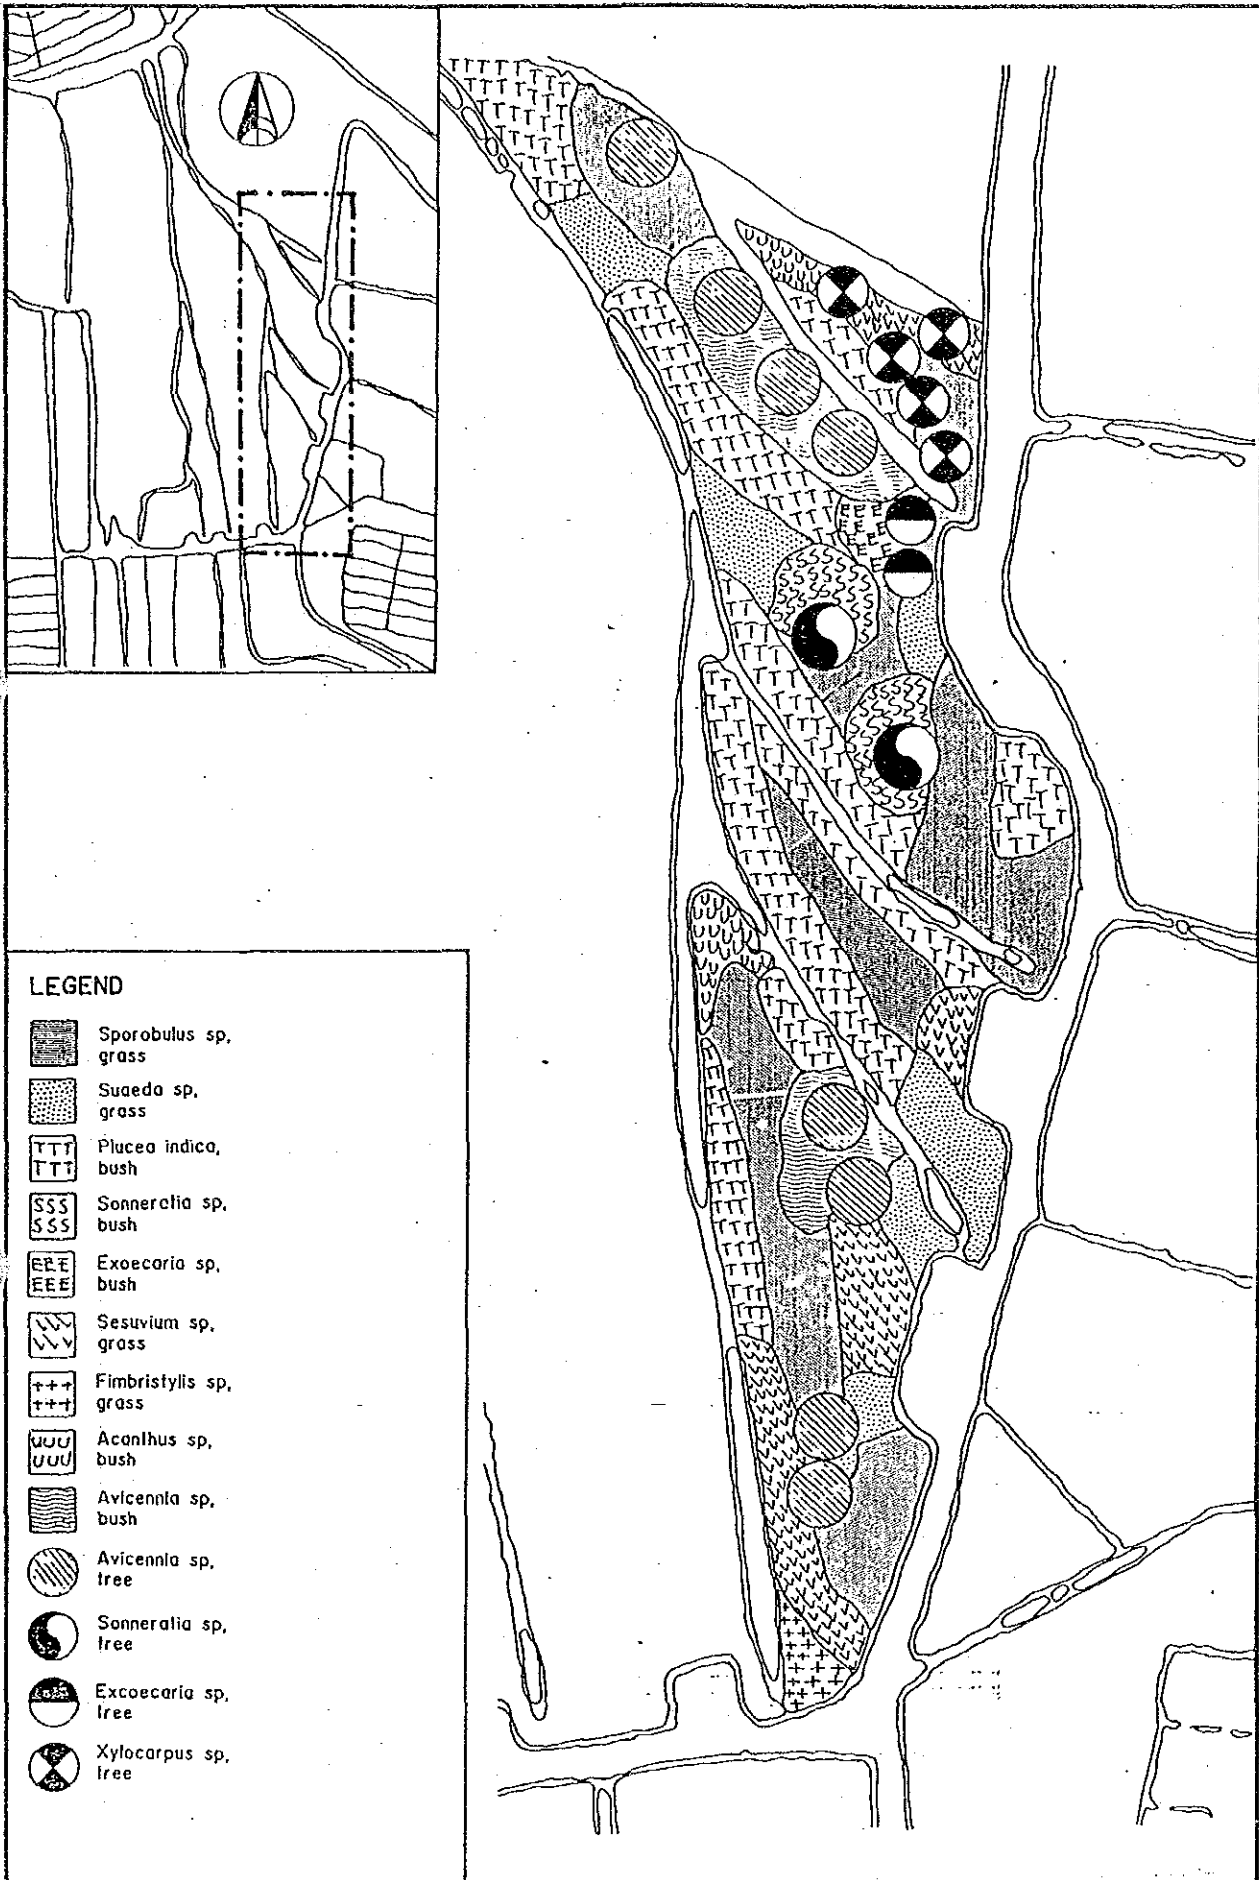 LEGEND
Sporobulus sp,
grass
Suaeda sp,
grass
Plucea indica,
bush
Sonneratia sp,
bush
Exoecaria sp,
bush
Sesuvium sp,
grass
Fimbristylis sp,
grass
Acanthus sp,
bush
Avicennia sp,
bush
Avicennia sp,
tree
Sonneratia sp,
tree
Excoecaria sp,
tree
Xylocarpus sp,
tree